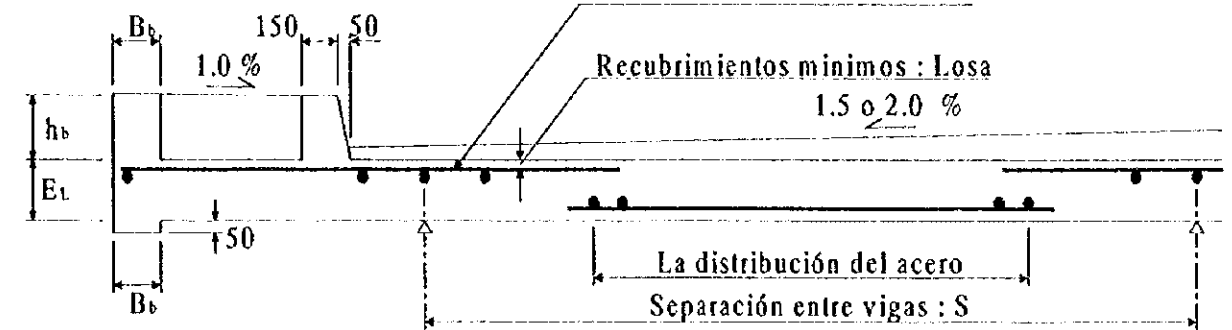 Bb 150 50
1.0 %
Recubrimientos minimos : Losa
1.5 o 2.0 %
hb
EL
50
La distribución del acero
Bb
Separación entre vigas : S